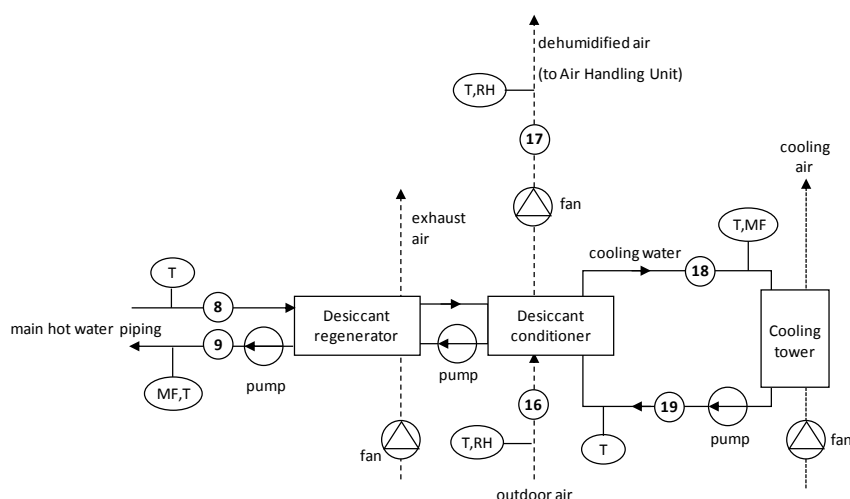 dehumidified air
(to Air Handling Unit)
T,RH
17
cooling
air
exhaust
air
fan
T,MF
cooling water
18
T
8
main hot water piping
Desiccant
regenerator
Desiccant
conditioner
Cooling
tower
9
pump
pump
MF,T
16
19
pump
T
fan
T,RH
fan
outdoor air